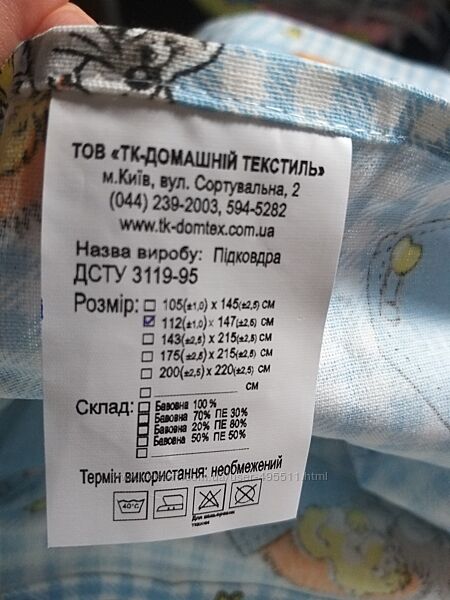 ТОВ «ТК-ДОМАШНІЙ ТЕКСТИЛЬ»
м.Київ, вул. Сортувальна, 2
(044) 239-2003, 594-5282
www.tk-domtex.com.ua
Назва виробу: Підковдра
ДСТУ 3119-95
Розмір: 105(±1,0) x 145(±2,5) см
112(±1,0) x 147(±2,5) см
143(±2,5) x 215(±2,5) см
175(±2,5) x 215(±2,5) см
200(±2,5) x 220(±2,5) см
см
Склад: Бавовна 100 %
Бавовна 70% ПЕ 30%
Бавовна 20% ПЕ 80%
Бавовна 50% ПЕ 50%
Термін використання: необмежений
40°C
Для
тканин